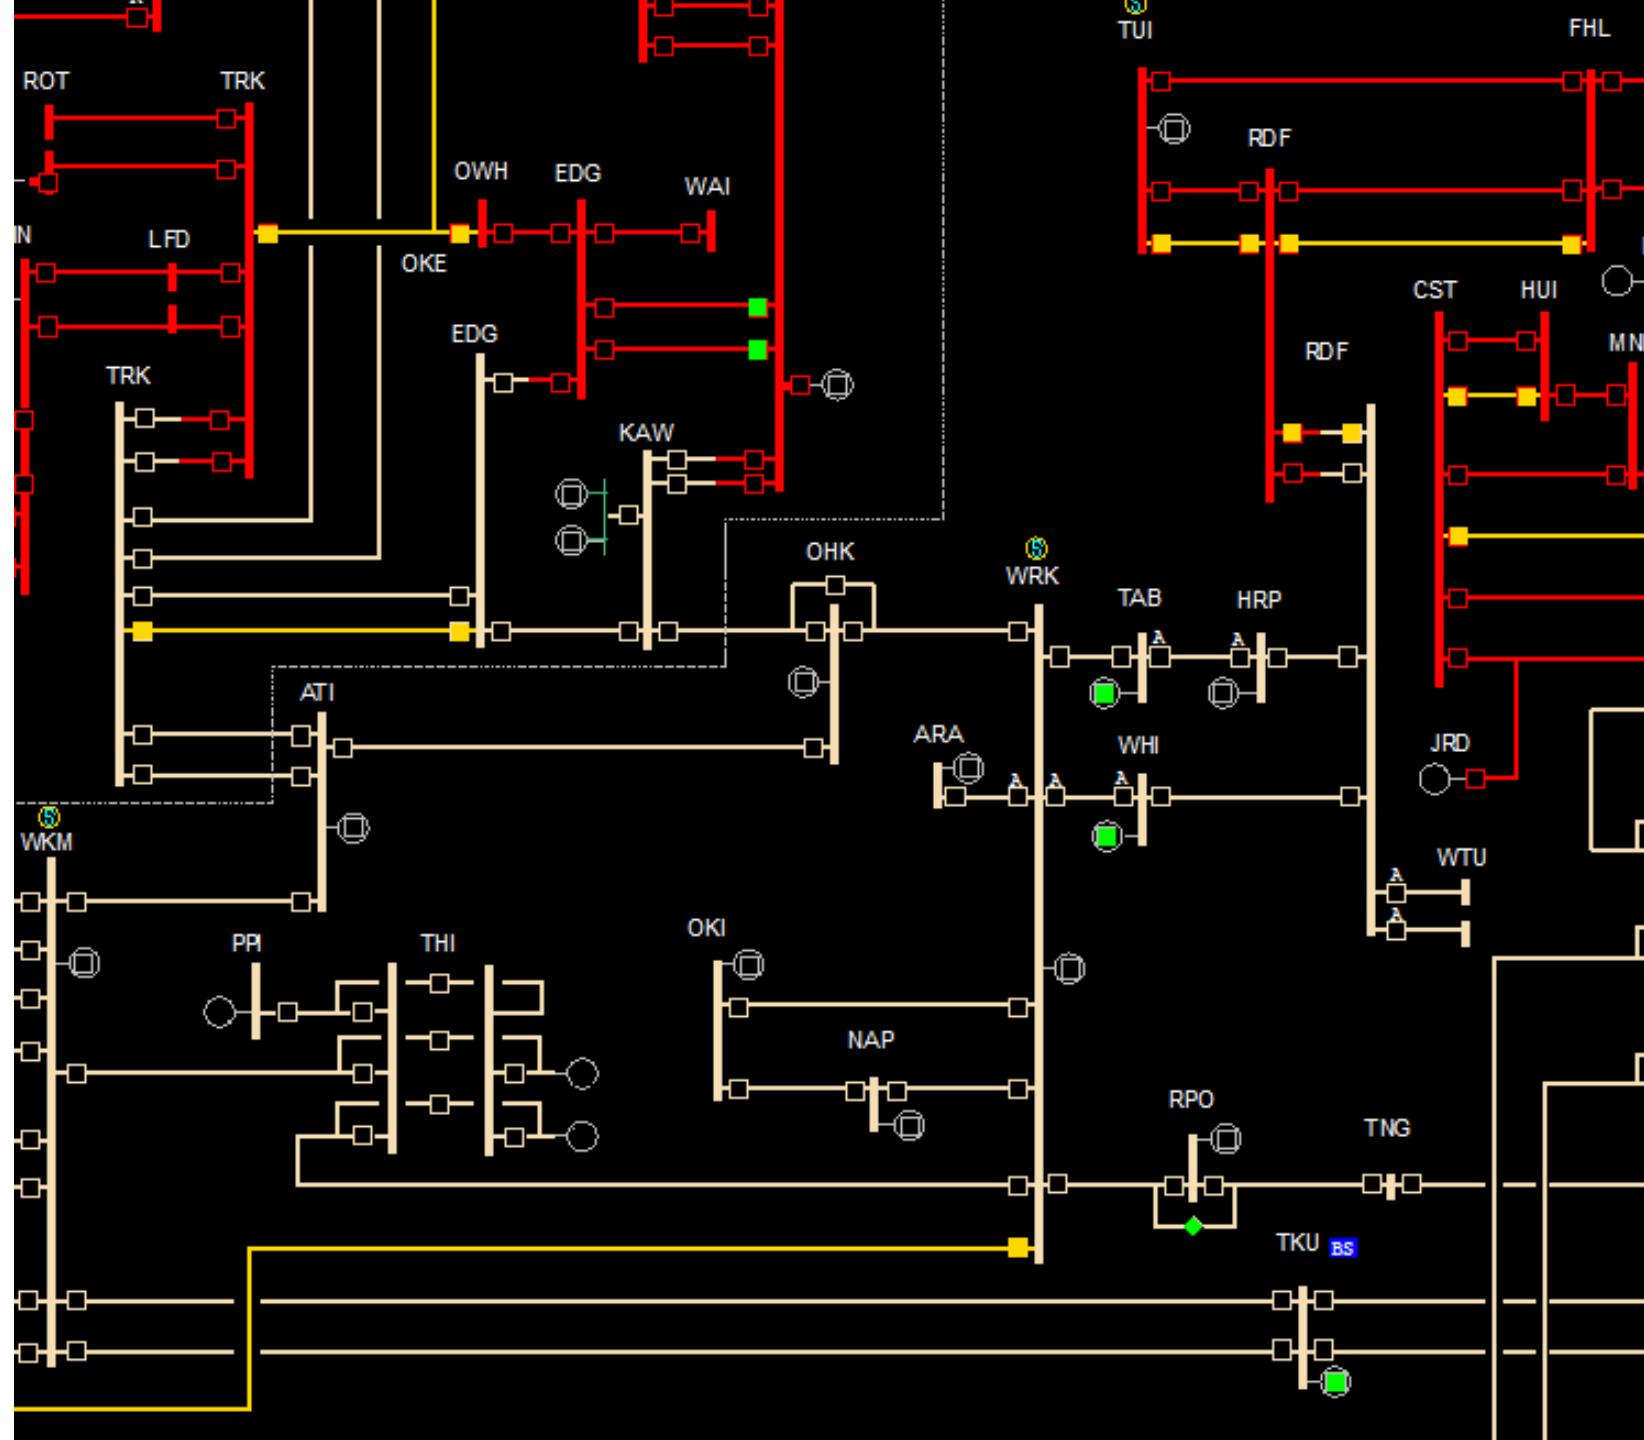 S
TUI
FHL
ROT
TRK
RDF
OWH
EDG
WAI
IN
LFD
OKE
CST
HUI
EDG
RDF
MN
TRK
KAW
OHK
S
WRK
TAB
HRP
A
A
ATI
ARA
WHI
JRD
A
A
A
S
WKM
WTU
A
A
PPI
THI
OKI
NAP
RPO
TNG
TKU BS